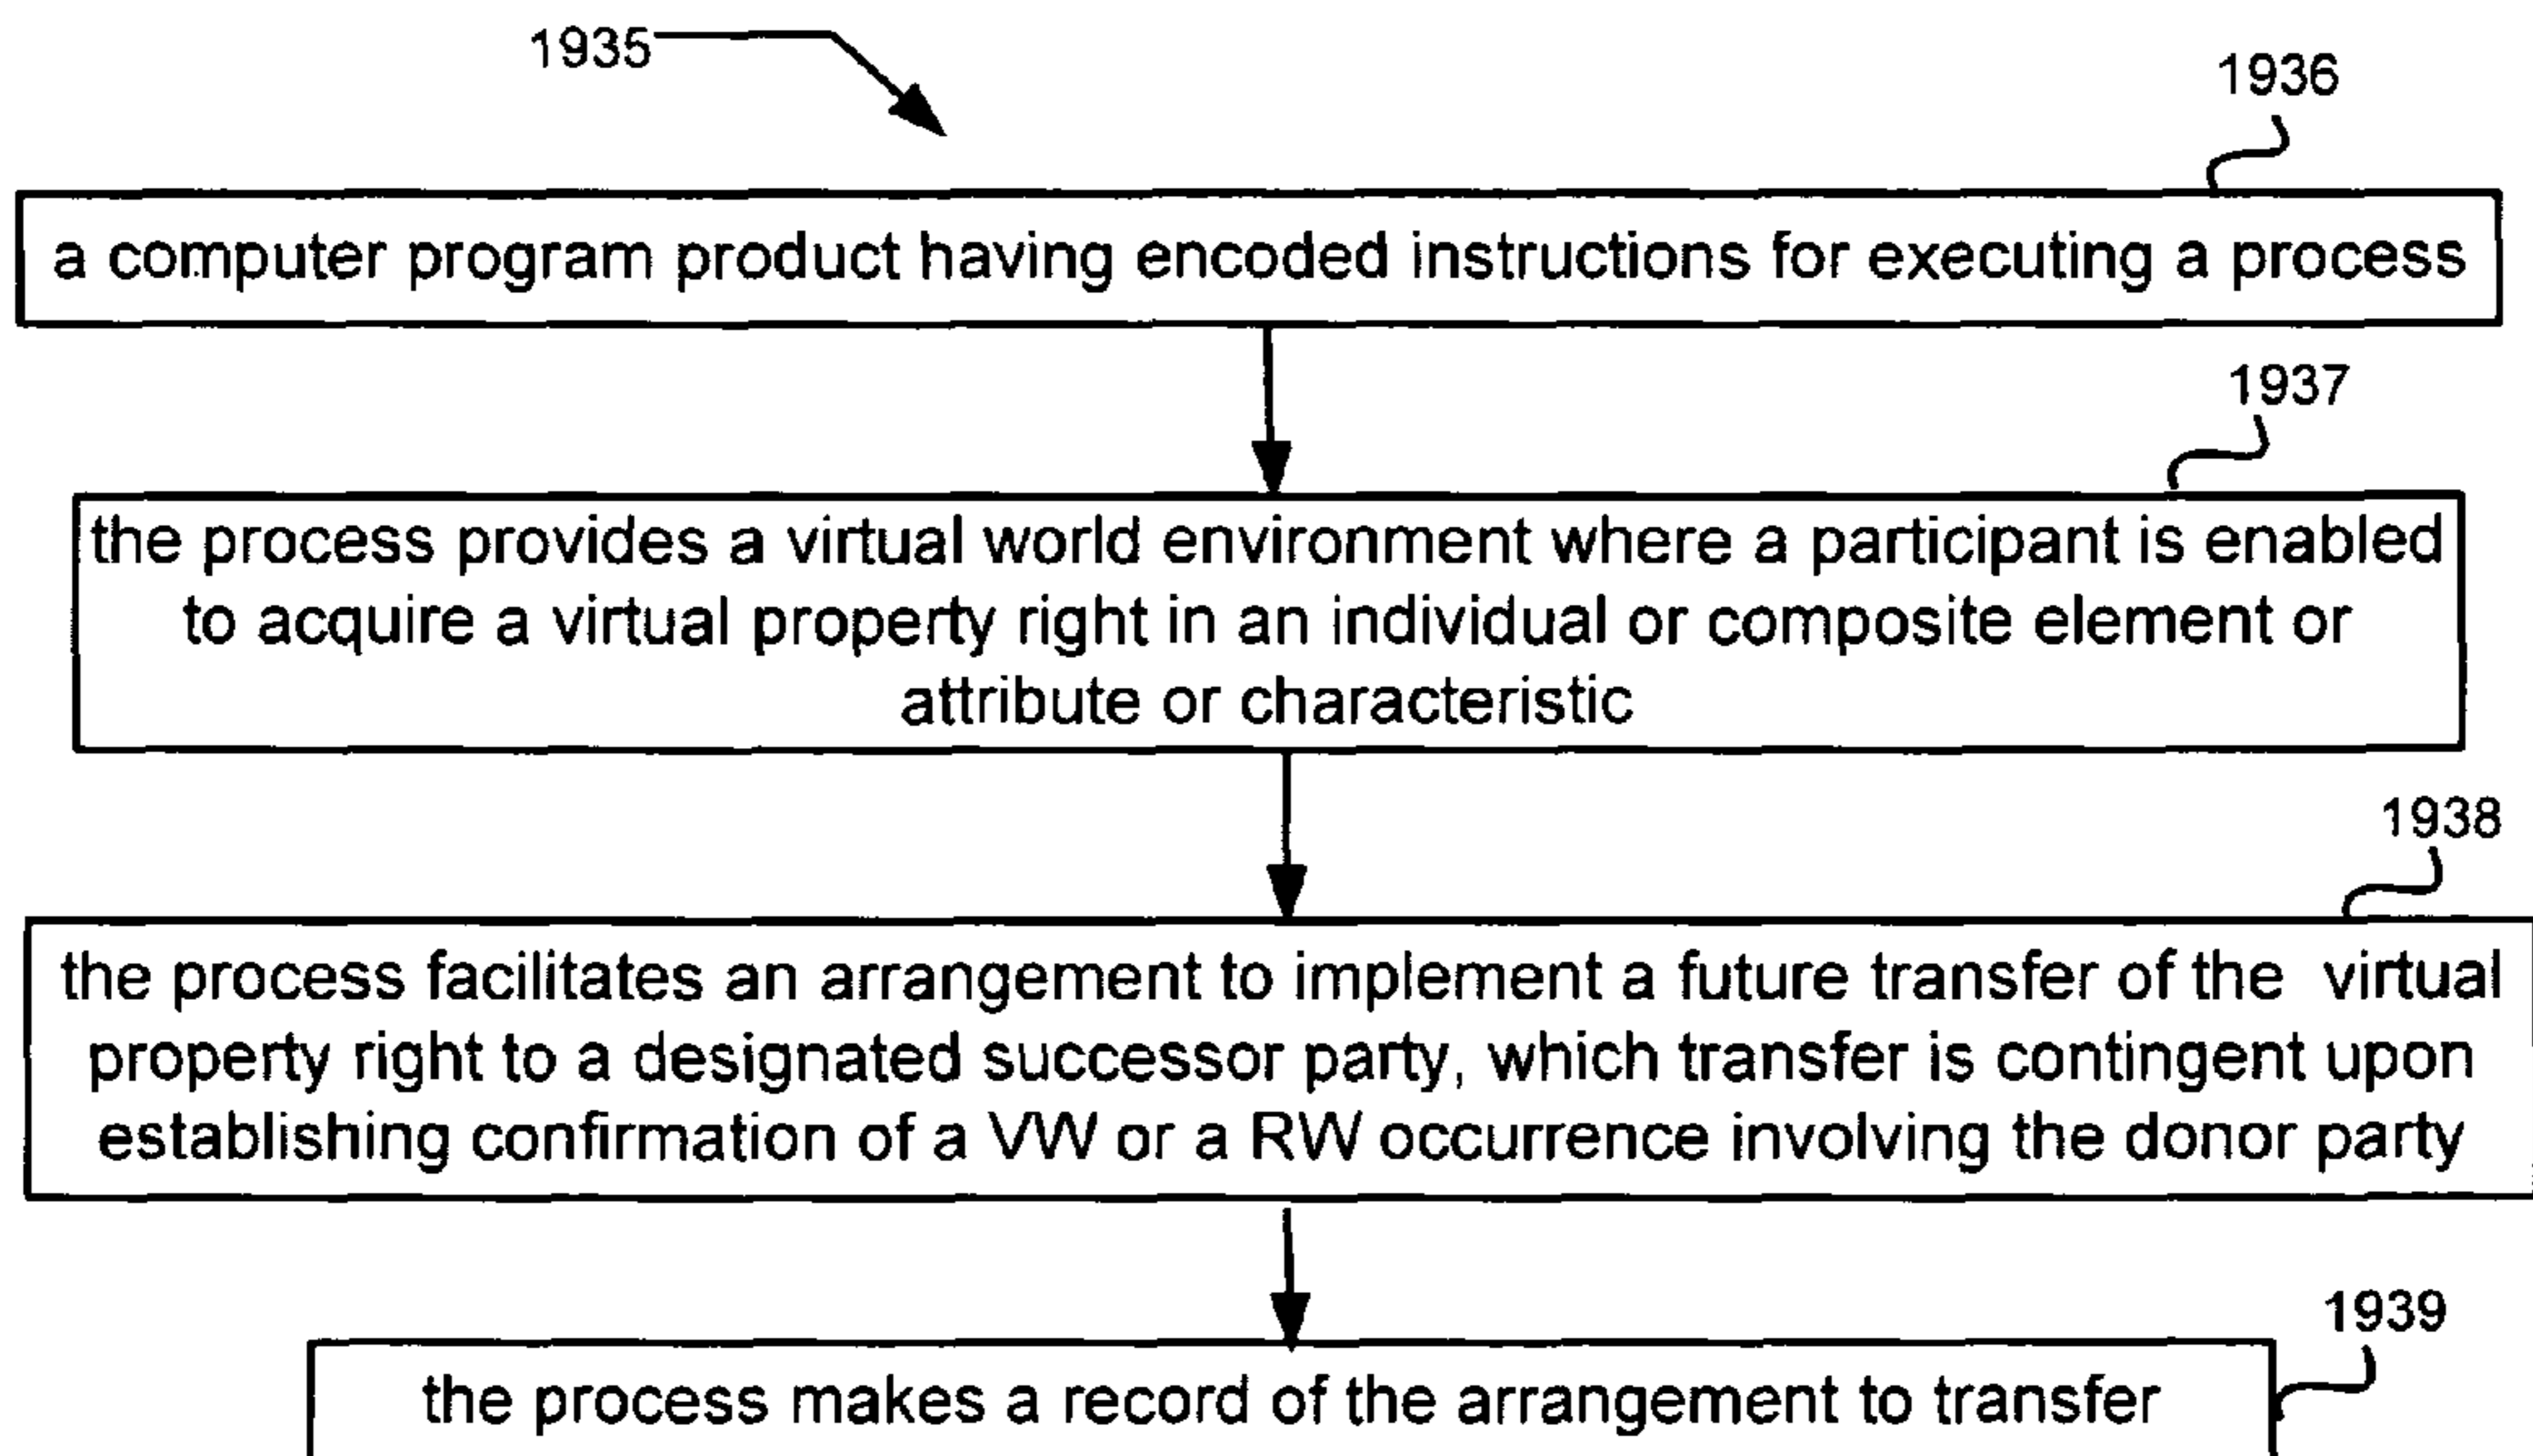 1935
1936
a computer program product having encoded instructions for executing a process
1937
the process provides a virtual world environment where a participant is enabled
to acquire a virtual property right in an individual or composite element or
attribute or characteristic
1938
the process facilitates an arrangement to implement a future transfer of the virtual
property right to a designated successor party, which transfer is contingent upon
establishing confirmation of a VW or a RW occurrence involving the donor party
1939
the process makes a record of the arrangement to transfer